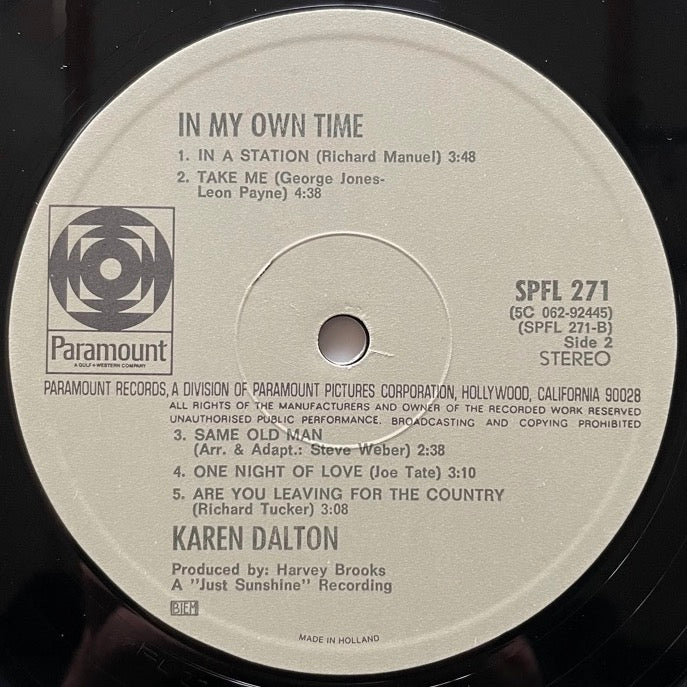 IN MY OWN TIME
1. IN A STATION (Richard Manuel) 3:48
2. TAKE ME (George Jones-
Leon Payne) 4:38
Paramount
A GULF+WESTERN COMPANY
SPFL 271
(5C 062-92445)
(SPFL 271-B)
Side 2
STEREO
PARAMOUNT RECORDS, A DIVISION OF PARAMOUNT PICTURES CORPORATION, HOLLYWOOD, CALIFORNIA 90028
ALL RIGHTS OF THE MANUFACTURERS AND OWNER OF THE RECORDED WORK RESERVED
UNAUTHORISED PUBLIC PERFORMANCE. BROADCASTING AND COPYING PROHIBITED
3. SAME OLD MAN
(Arr. & Adapt.: Steve Weber) 2:38
4. ONE NIGHT OF LOVE (Joe Tate) 3:10
5. ARE YOU LEAVING FOR THE COUNTRY
(Richard Tucker) 3:08
KAREN DALTON
Produced by: Harvey Brooks
A "Just Sunshine" Recording
BIEM
MADE IN HOLLAND